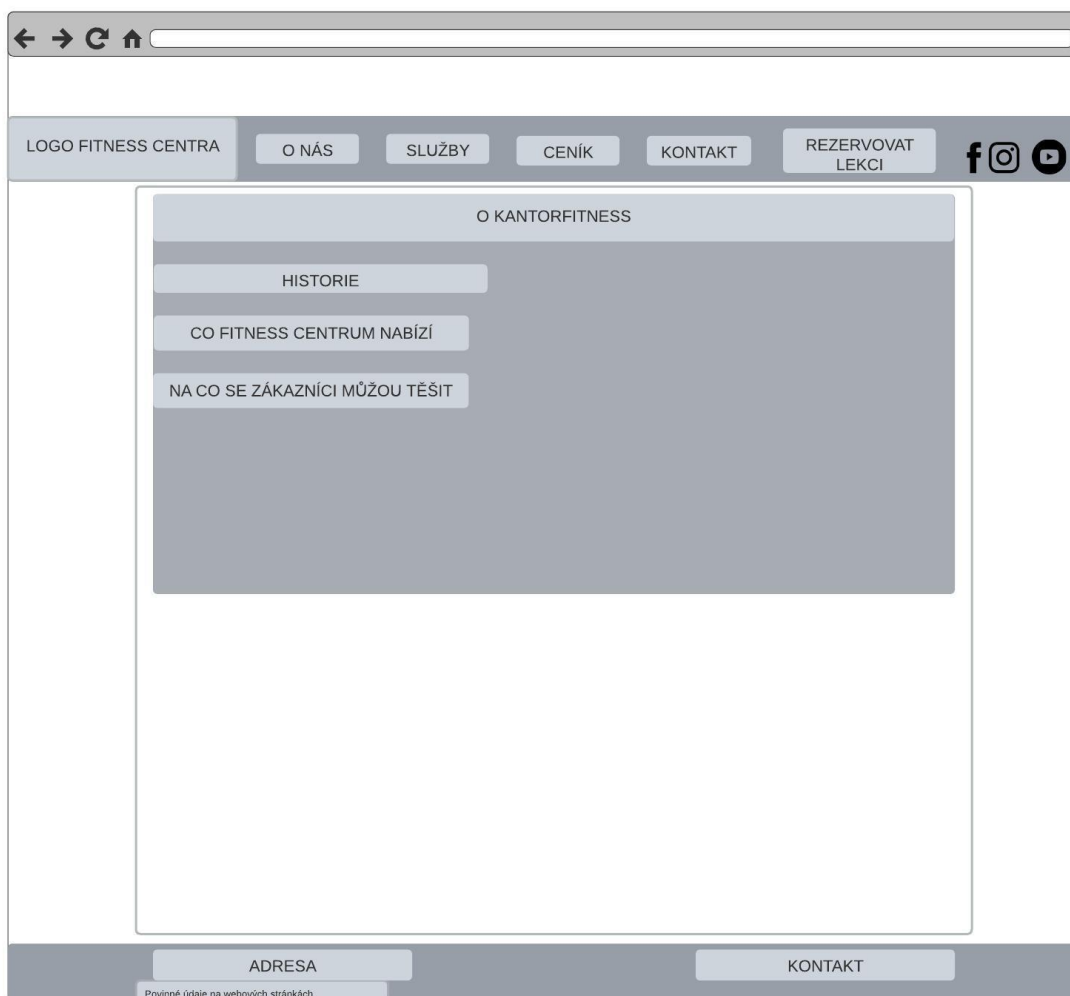 LOGO FITNESS CENTRA
O NÁS
SLUŽBY
CENÍK
KONTAKT
REZERVOVAT
LEKCI
O KANTORFITNESS
HISTORIE
CO FITNESS CENTRUM NABÍZÍ
NA CO SE ZÁKAZNÍCI MŮŽOU TĚŠIT
ADRESA
KONTAKT
Povinné údaje na webových stránkách